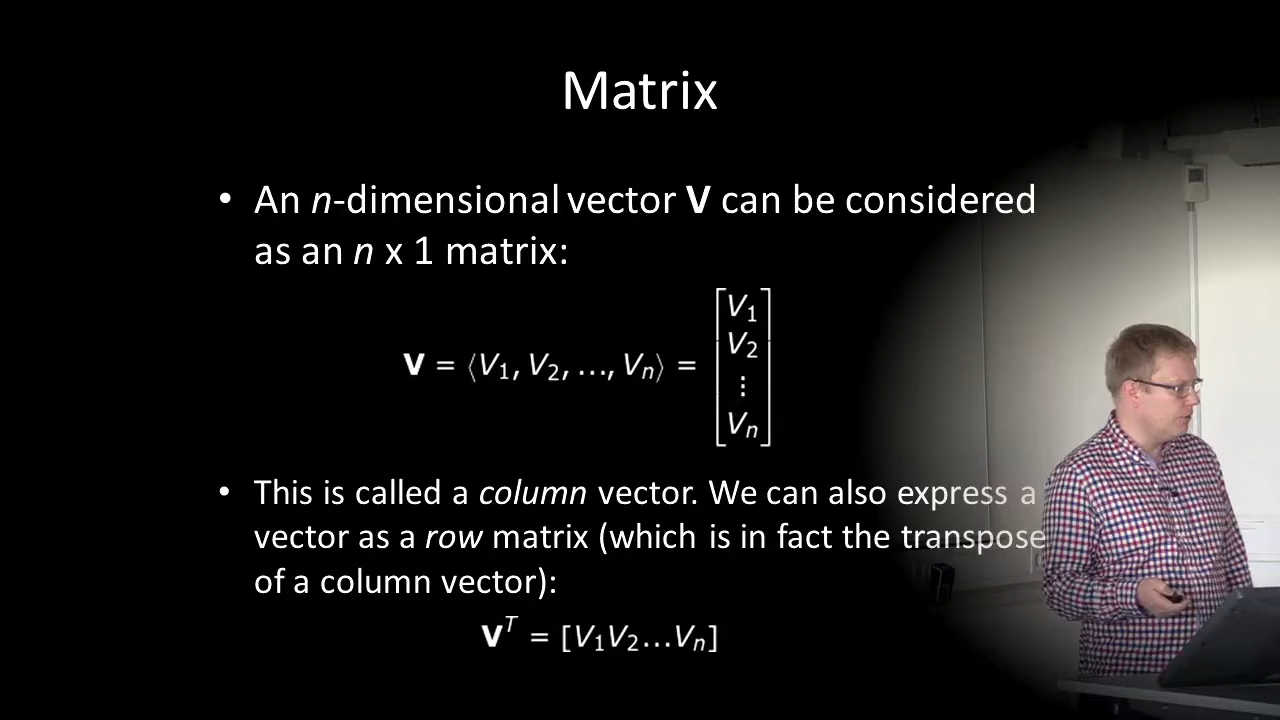 Matrix
• An n-dimensional vector V can be considered
as an n x 1 matrix:
V = ⟨V₁, V₂, ..., Vₙ⟩ = [V₁ V₂ ⋮ Vₙ]
• This is called a column vector. We can also express a
vector as a row matrix (which is in fact the transpose
of a column vector):
Vᵀ = [V₁V₂...Vₙ]